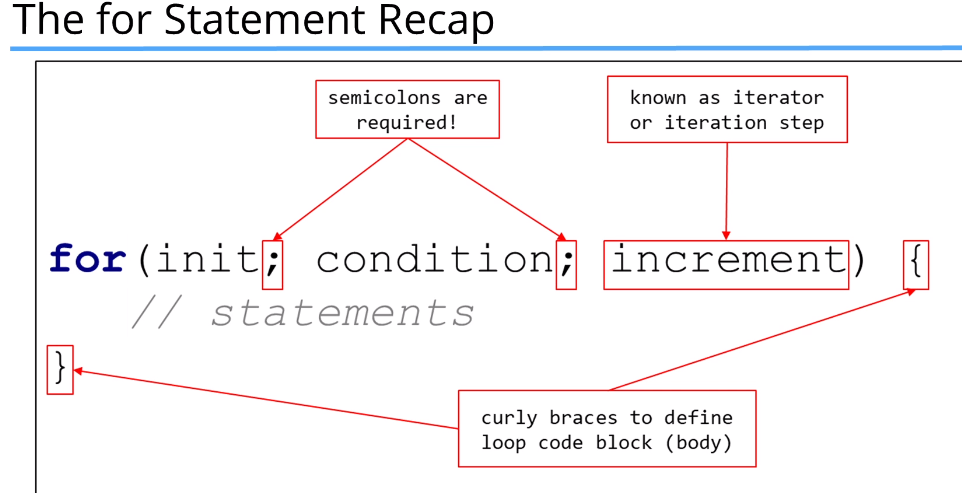 The for Statement Recap
semicolons are
required!
known as iterator
or iteration step
for(init; condition; increment) {
// statements
}
curly braces to define
loop code block (body)